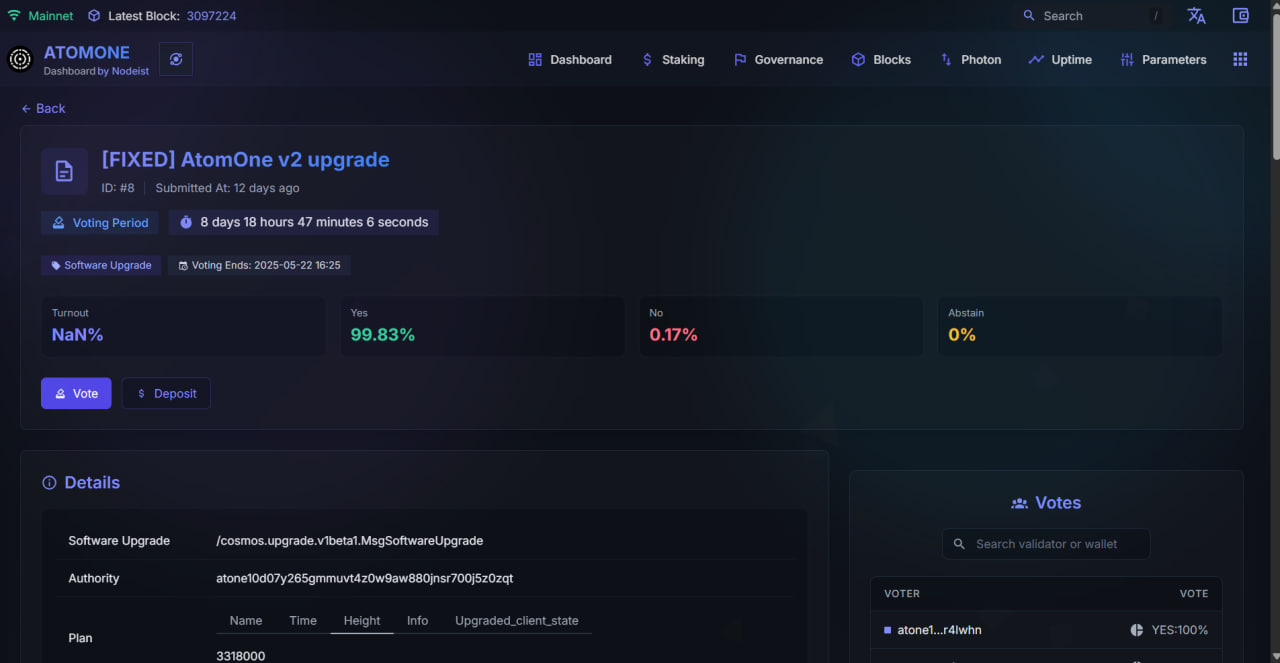 Mainnet Latest Block: 3097224 Search /
ATOMONE
Dashboard by Nodeist
Dashboard Staking Governance Blocks Photon Uptime Parameters
Back
[FIXED] AtomOne v2 upgrade
ID: #8 Submitted At: 12 days ago
Voting Period 8 days 18 hours 47 minutes 6 seconds
Software Upgrade Voting Ends: 2025-05-22 16:25
Turnout Yes No Abstain
NaN% 99.83% 0.17% 0%
Vote Deposit
Details
Software Upgrade /cosmos.upgrade.v1beta1.MsgSoftwareUpgrade
Authority atone10d07y265gmmuvt4z0w9aw880jnsr700j5z0zqt
Name Time Height Info Upgraded_client_state
Plan
3318000
Votes
Search validator or wallet
VOTER VOTE
atone1...r4lwhn YES:100%